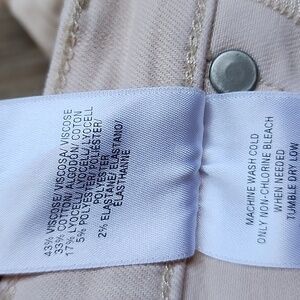 43% VISCOSE/VISCOSA/VISCOSE
33% COTTON/ALGODÓN/COTON
17% LYOCELL/LYOCELL/LYOCELL
5% POLYESTER/POLIÉSTER/
POLYESTER
2% ELASTANE/ELASTANO/
ÉLASTHANNE
MACHINE WASH COLD
ONLY NON-CHLORINE BLEACH
WHEN NEEDED
TUMBLE DRY LOW